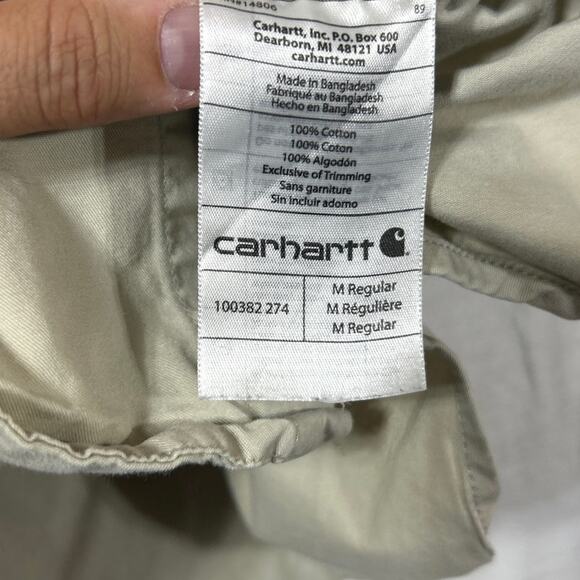 RN#14806 89
Carhartt, Inc. P.O. Box 600
Dearborn, MI 48121 USA
carhartt.com
Made in Bangladesh
Fabriqué au Bangladesh
Hecho en Bangladesh
100% Cotton
100% Coton
100% Algodón
Exclusive of Trimming
Sans garniture
Sin incluir adorno
carhartt
100382 274
M Regular
M Régulière
M Regular